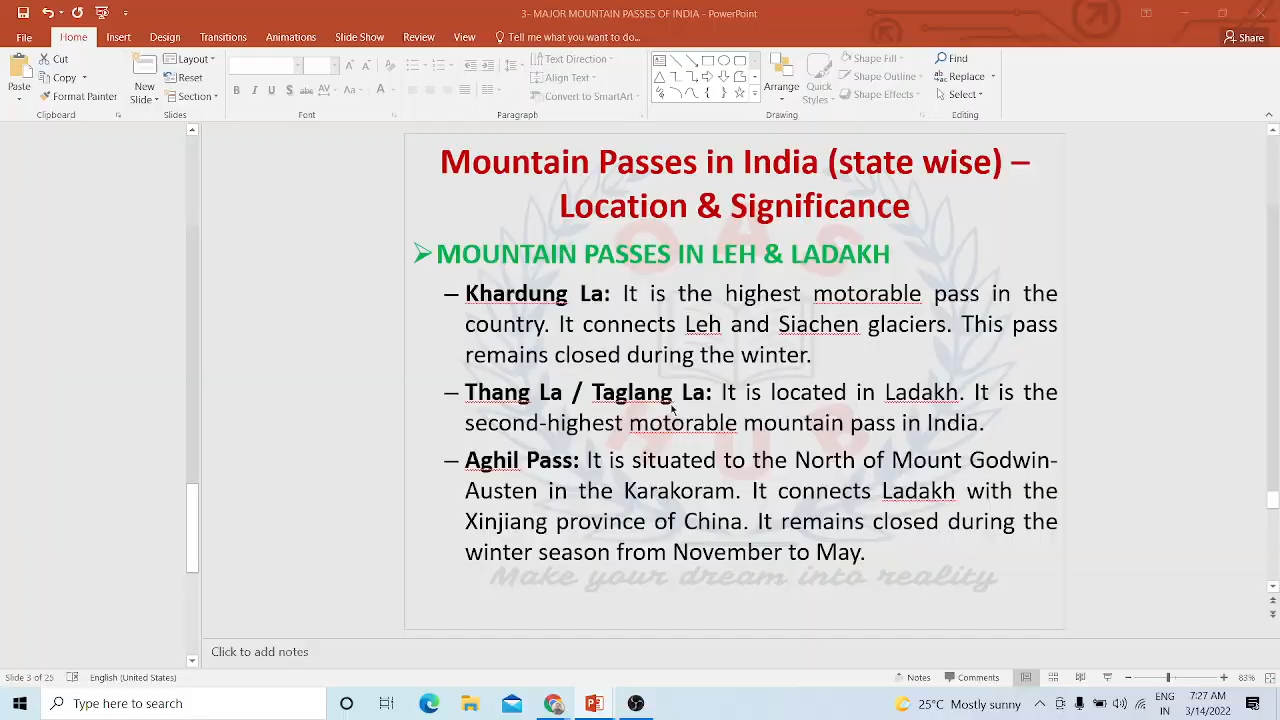 3- MAJOR MOUNTAIN PASSES OF INDIA - PowerPoint
File Home Insert Design Transitions Animations Slide Show Review View Tell me what you want to do... Share
Cut Layout Text Direction Shape Fill Find
Copy Reset Align Text Shape Outline Replace
Paste Format Painter New Slide Section B I U S abc AV Aa A Convert to SmartArt Arrange Quick Styles Shape Effects Select
Clipboard Slides Font Paragraph Drawing Editing
Mountain Passes in India (state wise) –
Location & Significance
MOUNTAIN PASSES IN LEH & LADAKH
– Khardung La: It is the highest motorable pass in the
country. It connects Leh and Siachen glaciers. This pass
remains closed during the winter.
– Thang La / Taglang La: It is located in Ladakh. It is the
second-highest motorable mountain pass in India.
– Aghil Pass: It is situated to the North of Mount Godwin-
Austen in the Karakoram. It connects Ladakh with the
Xinjiang province of China. It remains closed during the
winter season from November to May.
Make your dream into reality
Click to add notes
Slide 3 of 25 English (United States) Notes Comments 83%
Type here to search 25°C Mostly sunny ENG 7:27 AM
IN 3/14/2022